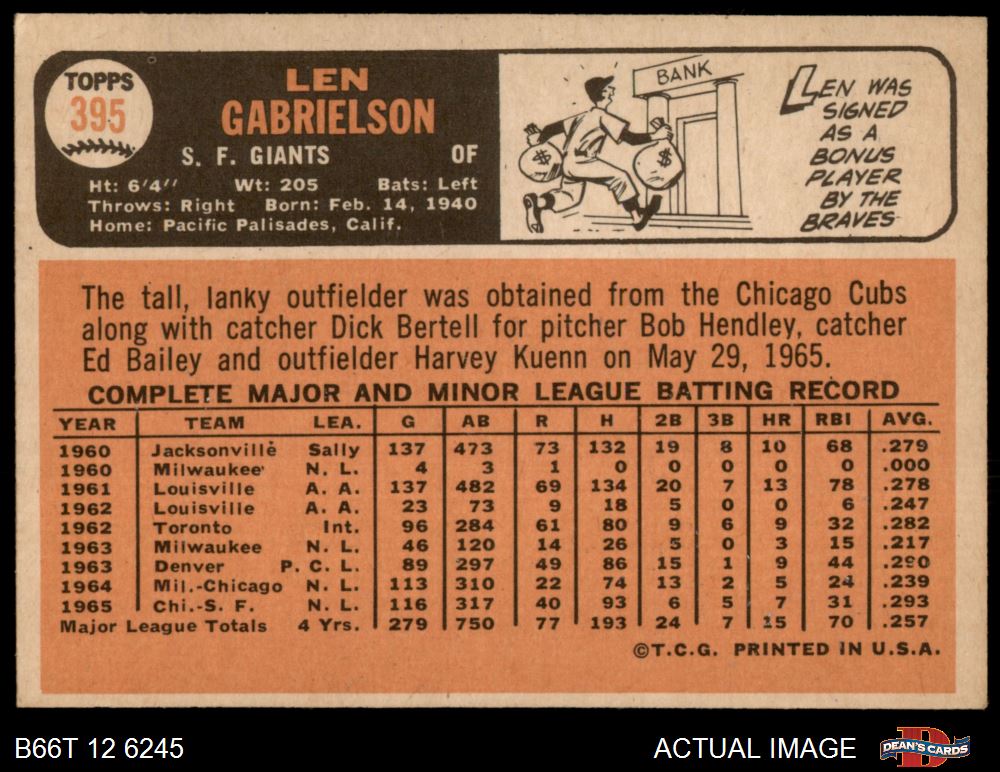 TOPPS
395
LEN
GABRIELSON
S. F. GIANTS OF
Ht: 6'4" Wt: 205 Bats: Left
Throws: Right Born: Feb. 14, 1940
Home: Pacific Palisades, Calif.
BANK
$ $
LEN WAS
SIGNED
AS A
BONUS
PLAYER
BY THE
BRAVES
The tall, lanky outfielder was obtained from the Chicago Cubs
along with catcher Dick Bertell for pitcher Bob Hendley, catcher
Ed Bailey and outfielder Harvey Kuenn on May 29, 1965.
COMPLETE MAJOR AND MINOR LEAGUE BATTING RECORD
YEAR TEAM LEA. G AB R H 2B 3B HR RBI AVG.
1960 Jacksonville Sally 137 473 73 132 19 8 10 68 .279
1960 Milwaukee N. L. 4 3 1 0 0 0 0 0 .000
1961 Louisville A. A. 137 482 69 134 20 7 13 78 .278
1962 Louisville A. A. 23 73 9 18 5 0 0 6 .247
1962 Toronto Int. 96 284 61 80 9 6 9 32 .282
1963 Milwaukee N. L. 46 120 14 26 5 0 3 15 .217
1963 Denver P. C. L. 89 297 49 86 15 1 9 44 .290
1964 Mil.-Chicago N. L. 113 310 22 74 13 2 5 24 .239
1965 Chi.-S. F. N. L. 116 317 40 93 6 5 7 31 .293
Major League Totals 4 Yrs. 279 750 77 193 24 7 15 70 .257
©T.C.G. PRINTED IN U.S.A.
B66T 12 6245 ACTUAL IMAGE DEAN'S CARDS